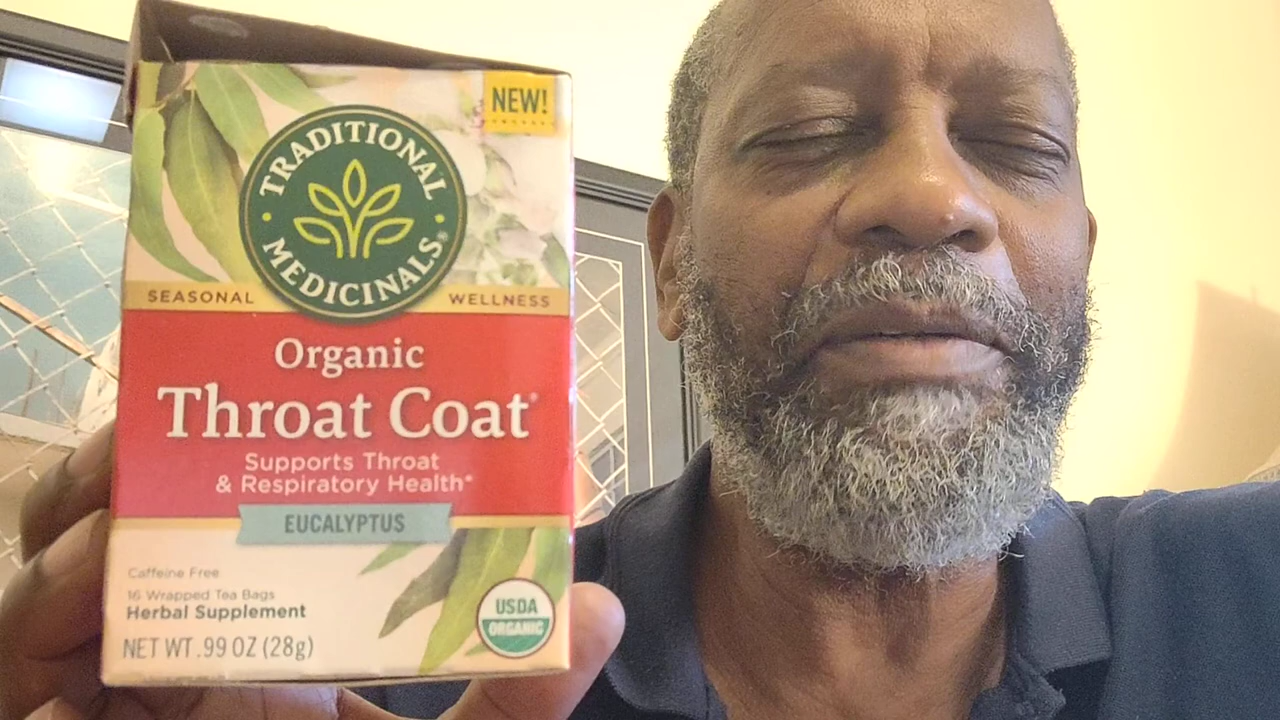 NEW!
TRADITIONAL
MEDICINALS®
SEASONAL WELLNESS
Organic
Throat Coat®
Supports Throat
& Respiratory Health*
EUCALYPTUS
Caffeine Free
16 Wrapped Tea Bags
Herbal Supplement
NET WT .99 OZ (28g)
USDA
ORGANIC